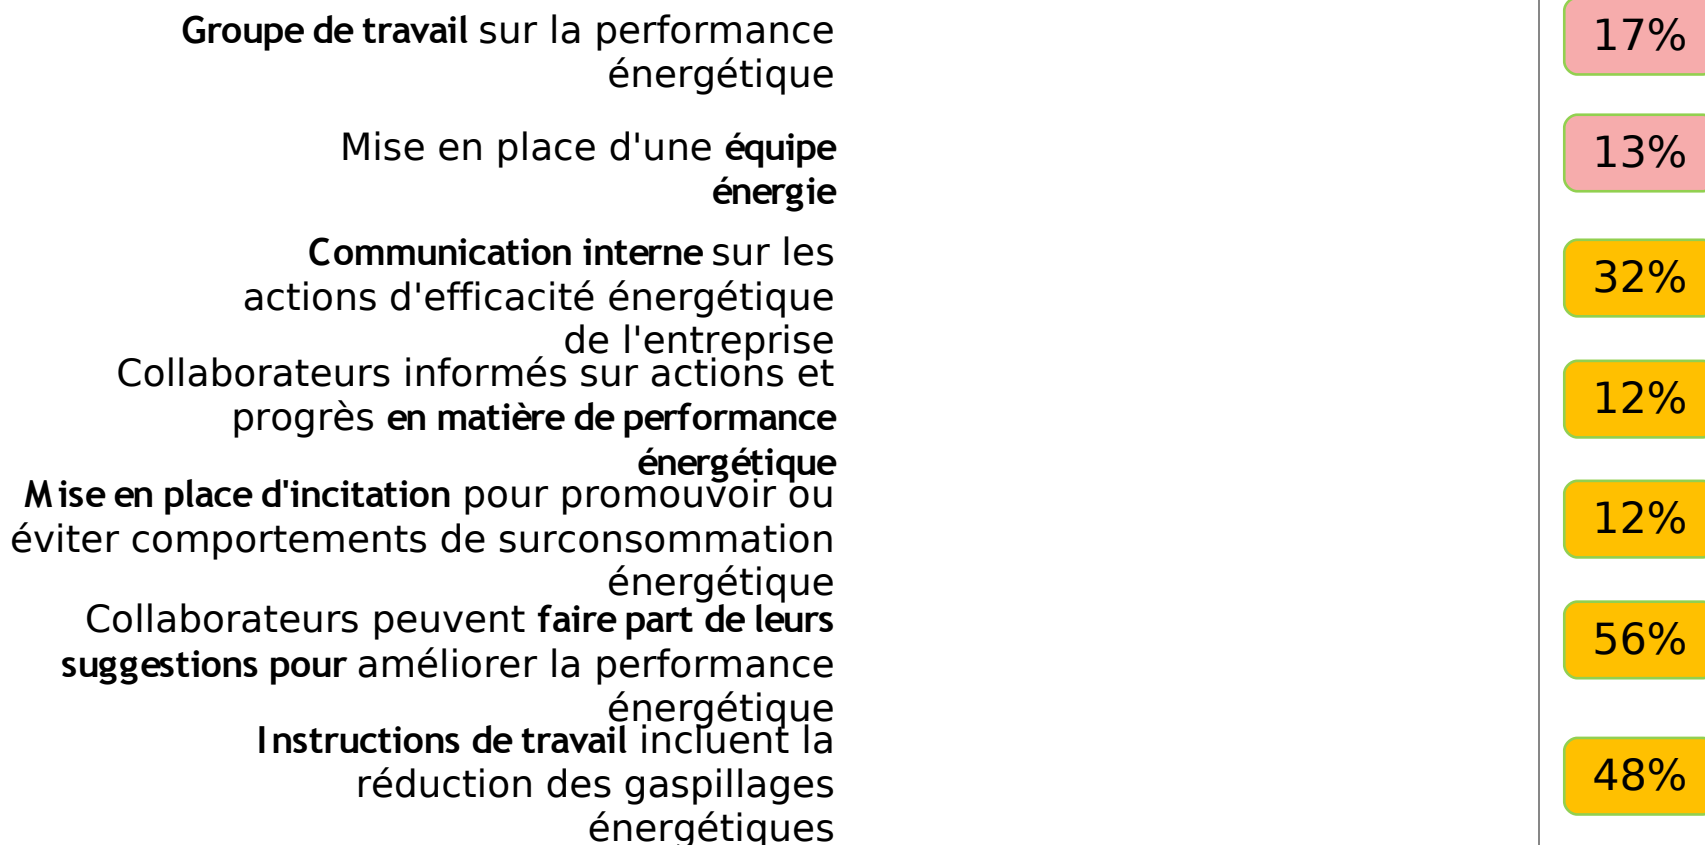 Groupe de travail sur la performance
énergétique
17%
Mise en place d'une équipe
énergie
13%
Communication interne sur les
actions d'efficacité énergétique
de l'entreprise
32%
Collaborateurs informés sur actions et
progrès en matière de performance
énergétique
12%
Mise en place d'incitation pour promouvoir ou
éviter comportements de surconsommation
énergétique
12%
Collaborateurs peuvent faire part de leurs
suggestions pour améliorer la performance
énergétique
56%
Instructions de travail incluent la
réduction des gaspillages
énergétiques
48%